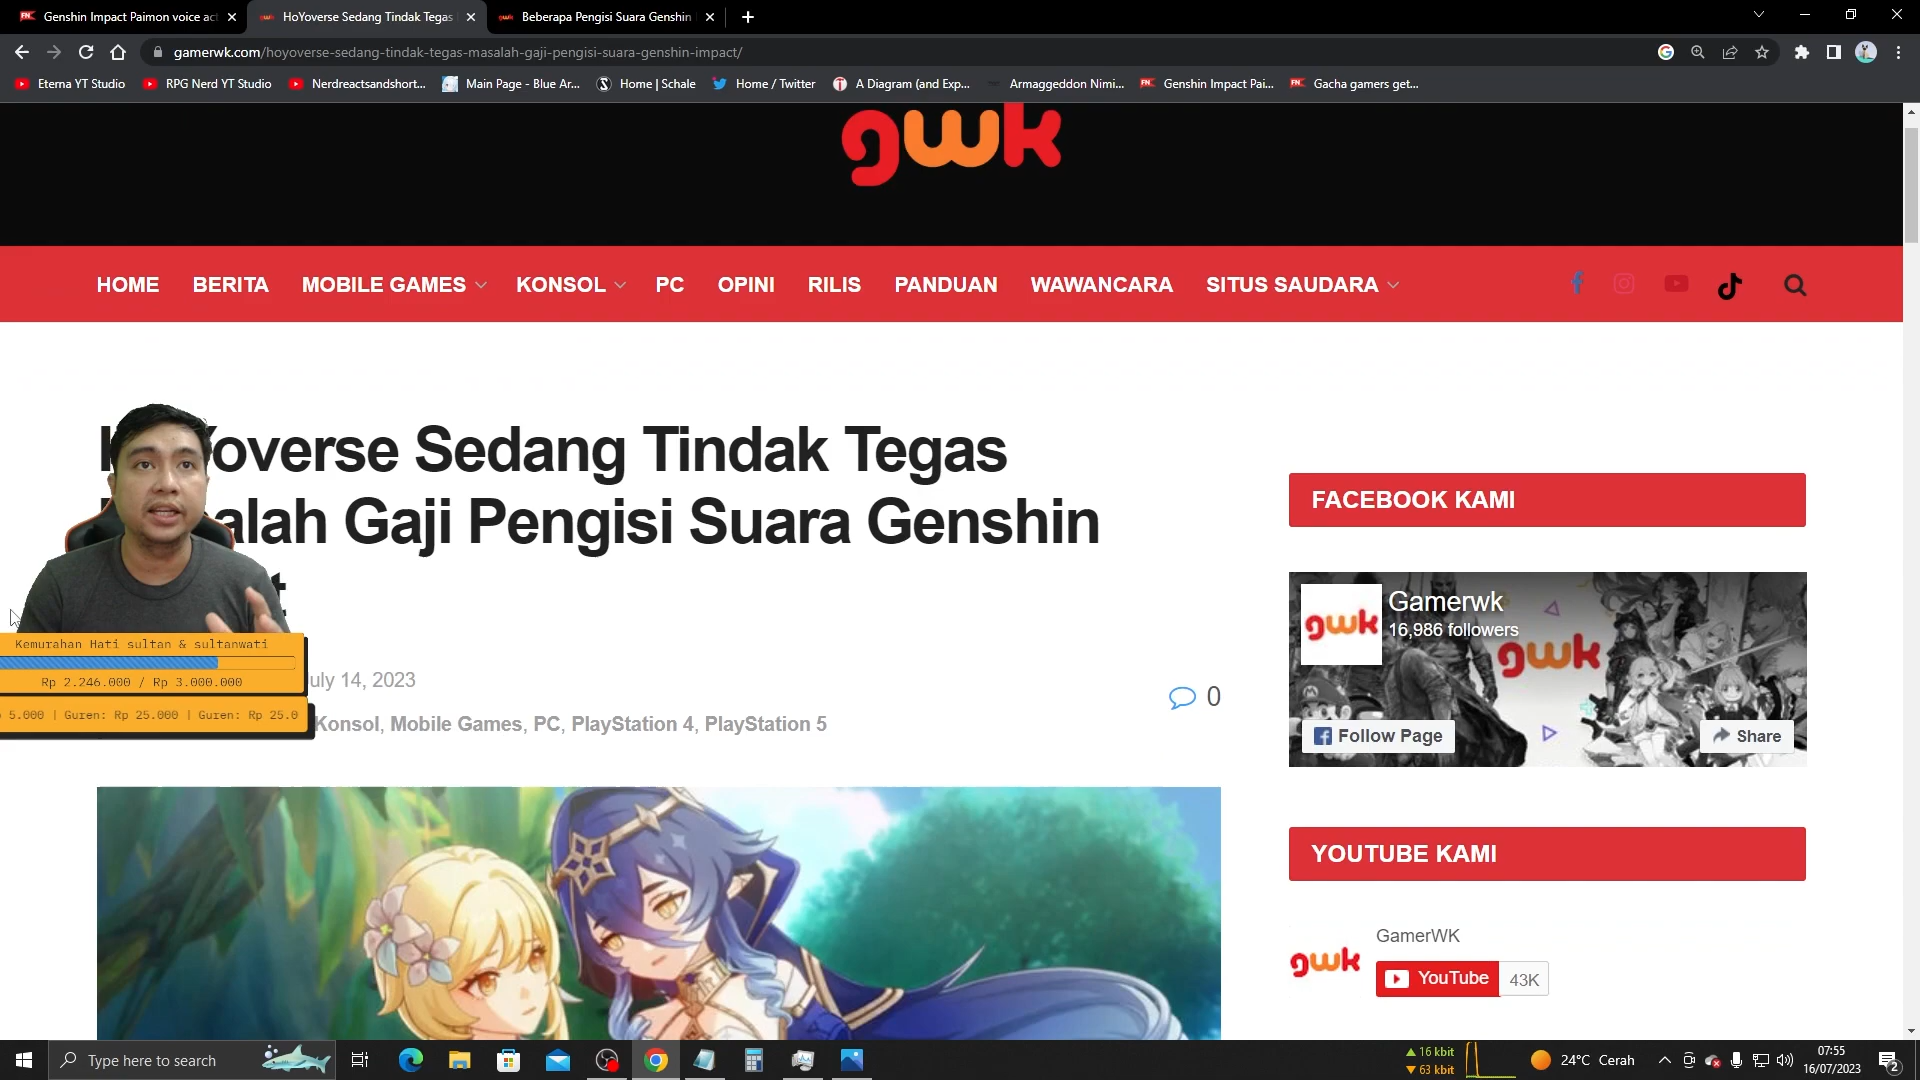 Genshin Impact Paimon voice act
HoYoverse Sedang Tindak Tegas
Beberapa Pengisi Suara Genshin
gamerwk.com/hoyoverse-sedang-tindak-tegas-masalah-gaji-pengisi-suara-genshin-impact/
Eterna YT Studio
RPG Nerd YT Studio
Nerdreactsandshort...
Main Page - Blue Ar...
Home | Schale
Home / Twitter
A Diagram (and Exp...
Armaggeddon Nimi...
Genshin Impact Pai...
Gacha gamers get...
gwk
HOME BERITA MOBILE GAMES KONSOL PC OPINI RILIS PANDUAN WAWANCARA SITUS SAUDARA
Yoverse Sedang Tindak Tegas
alah Gaji Pengisi Suara Genshin
t
Kemurahan Hati sultan & sultanwati
Rp 2.246.000 / Rp 3.000.000
5.000 | Guren: Rp 25.000 | Guren: Rp 25.0
uly 14, 2023
0
Konsol, Mobile Games, PC, PlayStation 4, PlayStation 5
FACEBOOK KAMI
gwk
Gamerwk
16,986 followers
gwk
Follow Page
Share
YOUTUBE KAMI
gwk
GamerWK
YouTube 43K
Type here to search
16 kbit
63 kbit
24°C Cerah
07:55
16/07/2023
2